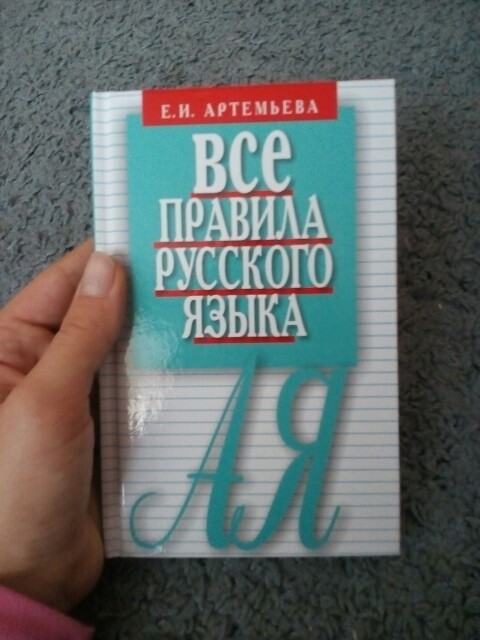 Е.И. АРТЕМЬЕВА
ВСЕ
ПРАВИЛА
РУССКОГО
ЯЗЫКА
АЯ